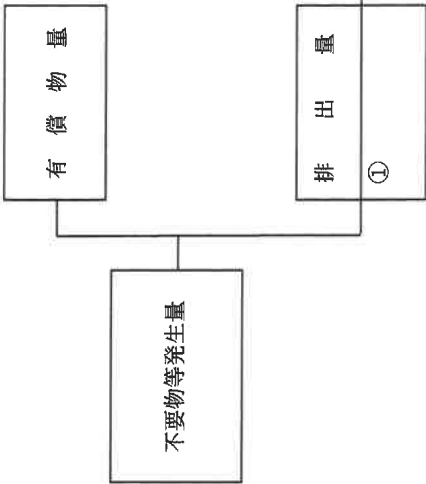 不要物等発生量
有償物量
排出量
①